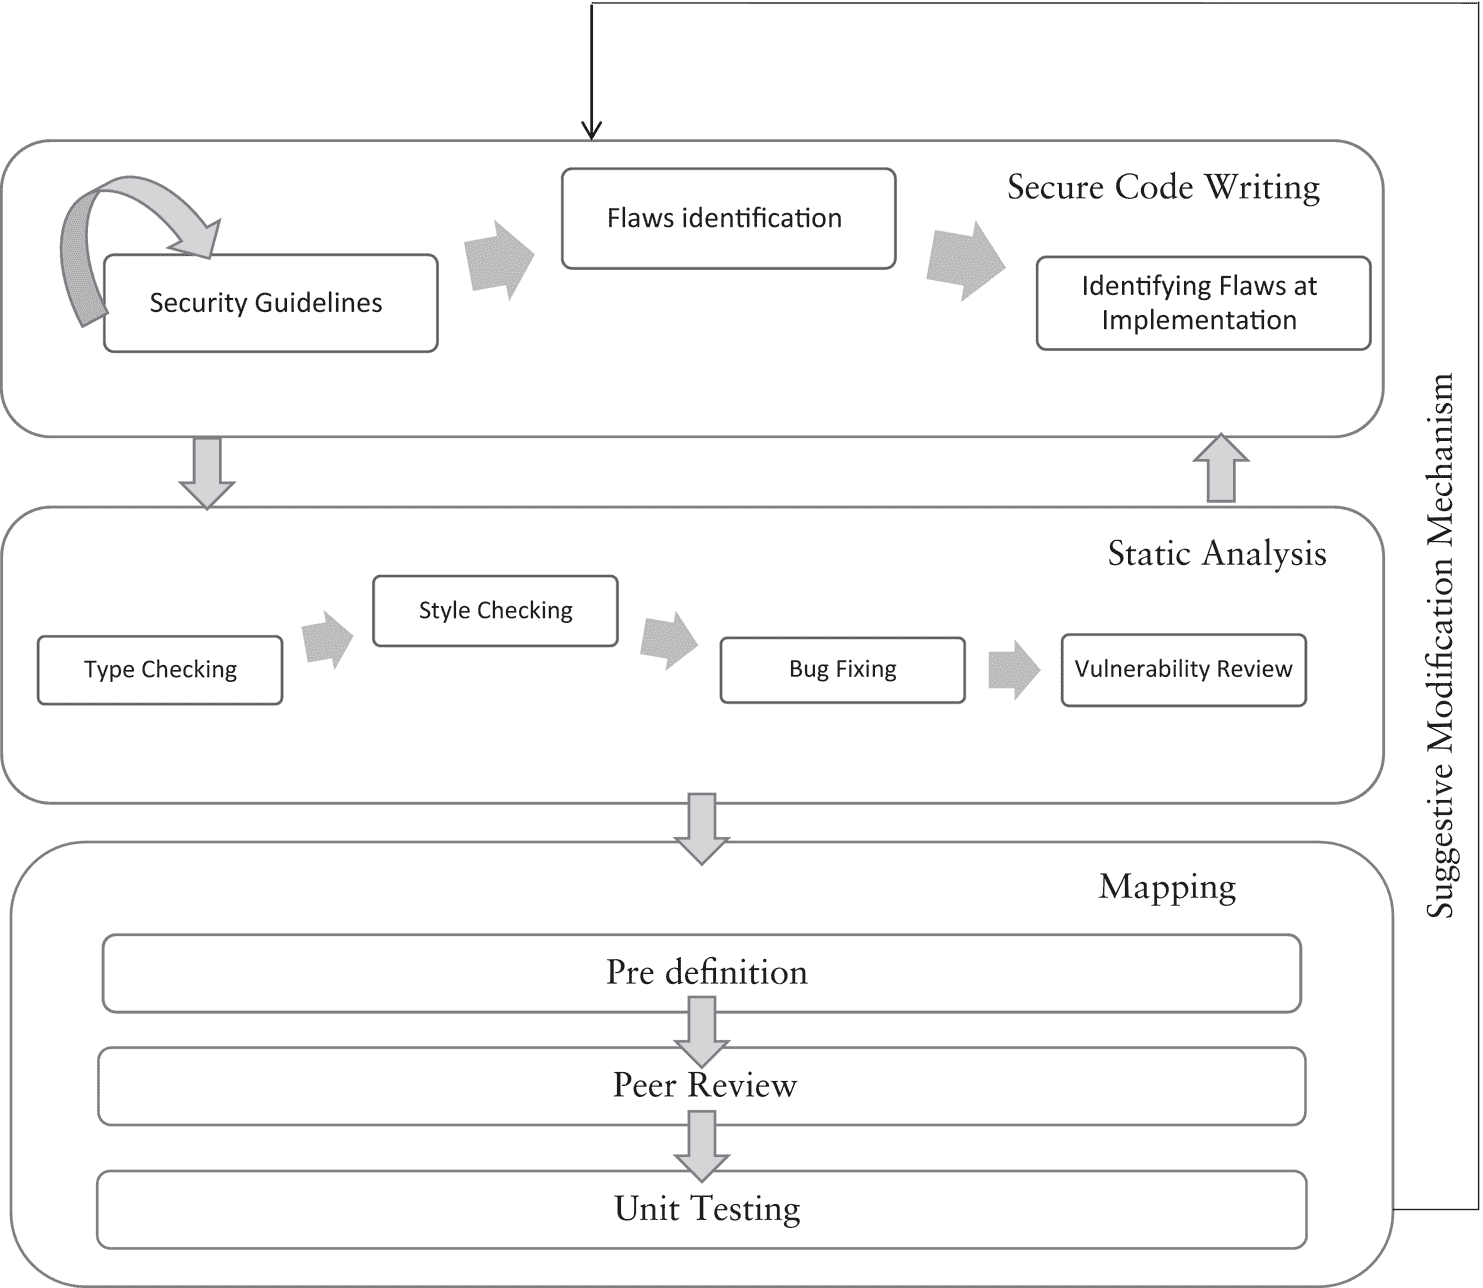 Secure Code Writing
Flaws identification
Security Guidelines
Identifying Flaws at
Implementation
Static Analysis
Style Checking
Type Checking
Bug Fixing
Vulnerability Review
Mapping
Pre definition
Peer Review
Unit Testing
Suggestive Modification Mechanism